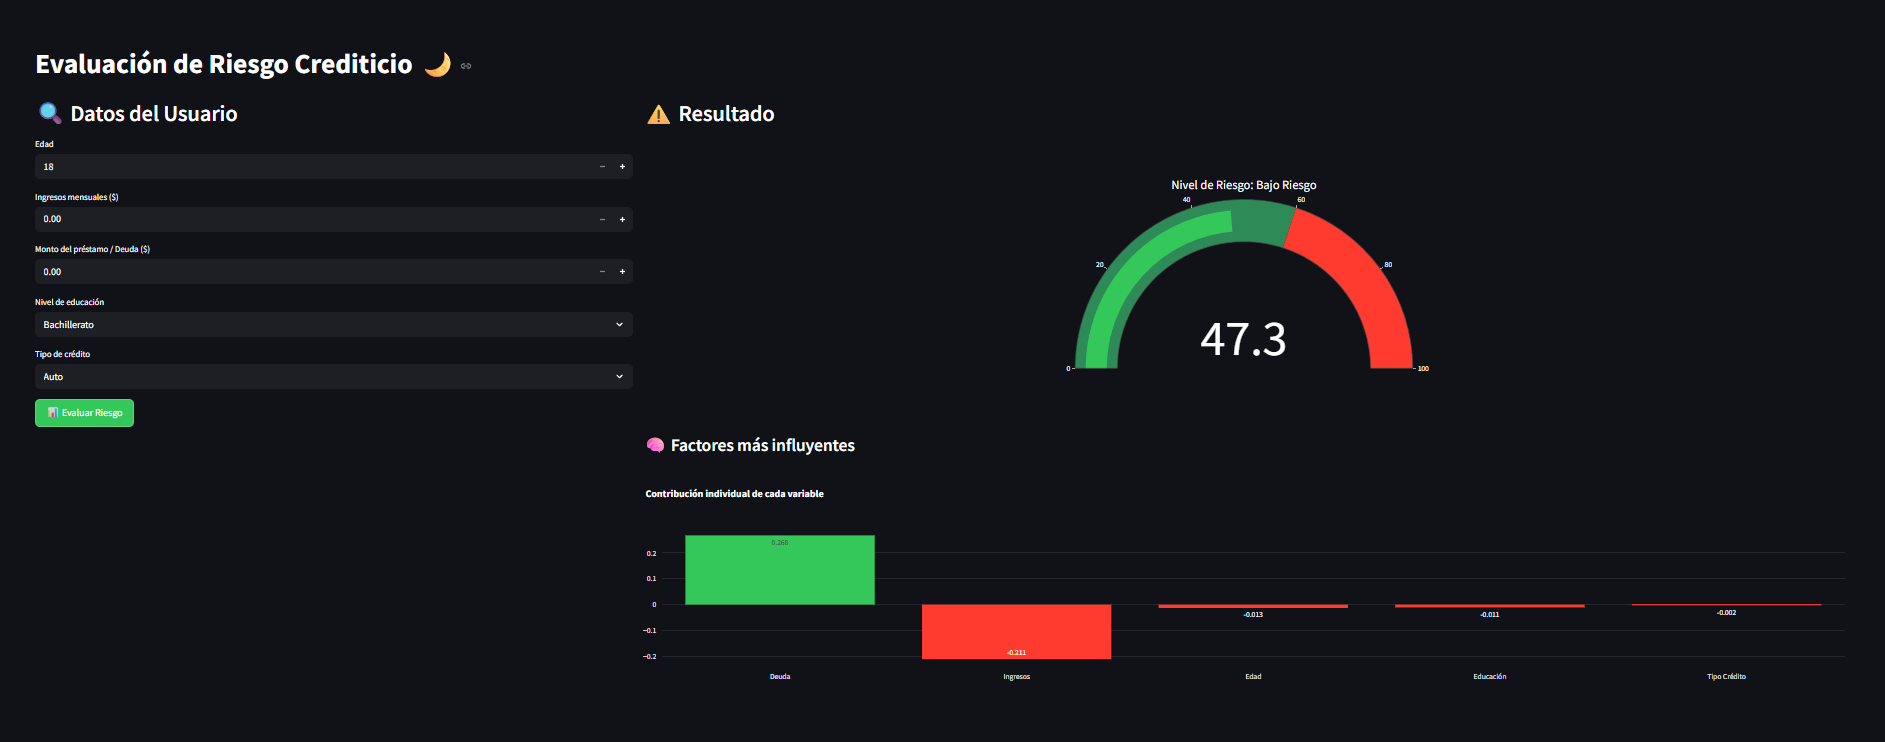 Evaluación de Riesgo Crediticio
Datos del Usuario
Edad
18
Ingresos mensuales ($)
0.00
Monto del préstamo / Deuda ($)
0.00
Nivel de educación
Bachillerato
Tipo de crédito
Auto
Evaluar Riesgo
Resultado
Nivel de Riesgo: Bajo Riesgo
0
20
40
60
80
100
47.3
Factores más influyentes
Contribución individual de cada variable
0.2
0.1
0
−0.1
−0.2
0.268
-0.211
-0.013
-0.011
-0.002
Deuda
Ingresos
Edad
Educación
Tipo Crédito